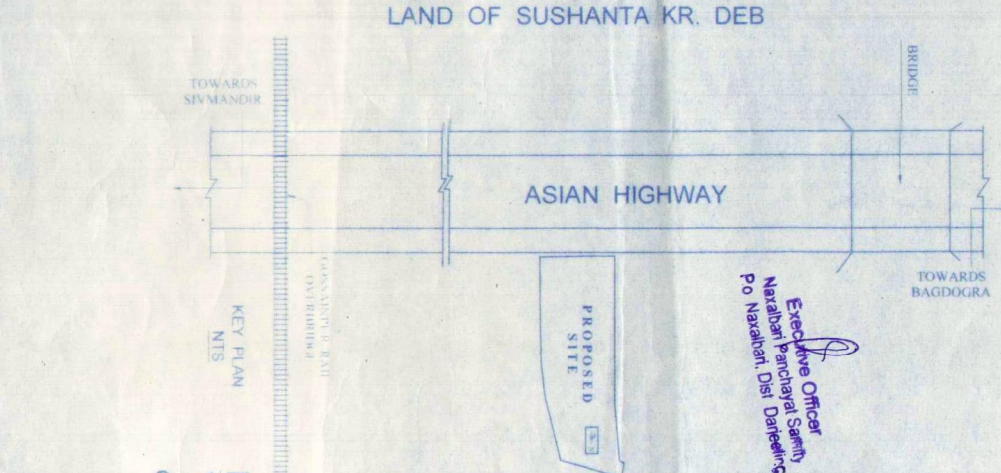 LAND OF SUSHANTA KR. DEB
TOWARDS
SIVMANDIR
BRIDGE
ASIAN HIGHWAY
TOWARDS
BAGDOGRA
OVERBRIDGE
KEY PLAN
NTS
PROPOSED
SITE
Executive Officer
Naxalbari Panchayat Samity
Po Naxalbari, Dist Darjeeling